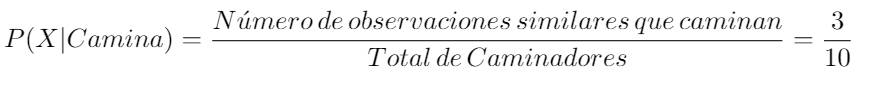 P(X|Camina) = Número de observaciones similares que caminan / Total de Caminadores = 3 / 10